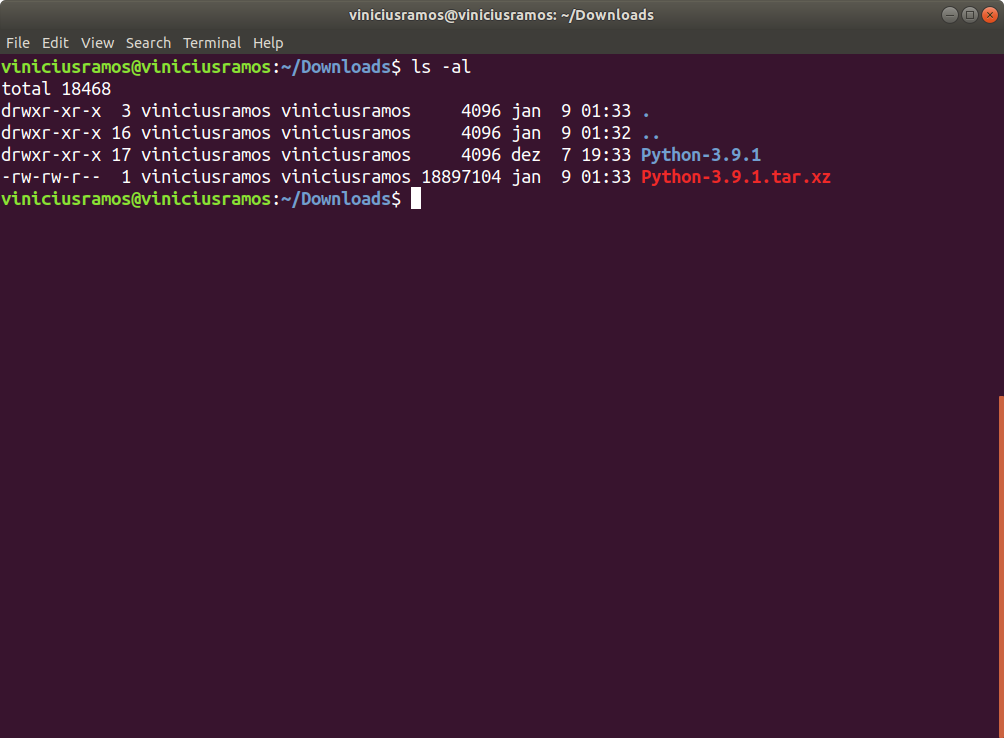 viniciusramos@viniciusramos: ~/Downloads
File Edit View Search Terminal Help
viniciusramos@viniciusramos:~/Downloads$ ls -al
total 18468
drwxr-xr-x  3 viniciusramos viniciusramos     4096 jan  9 01:33 .
drwxr-xr-x 16 viniciusramos viniciusramos     4096 jan  9 01:32 ..
drwxr-xr-x 17 viniciusramos viniciusramos     4096 dez  7 19:33 Python-3.9.1
-rw-rw-r--  1 viniciusramos viniciusramos 18897104 jan  9 01:33 Python-3.9.1.tar.xz
viniciusramos@viniciusramos:~/Downloads$